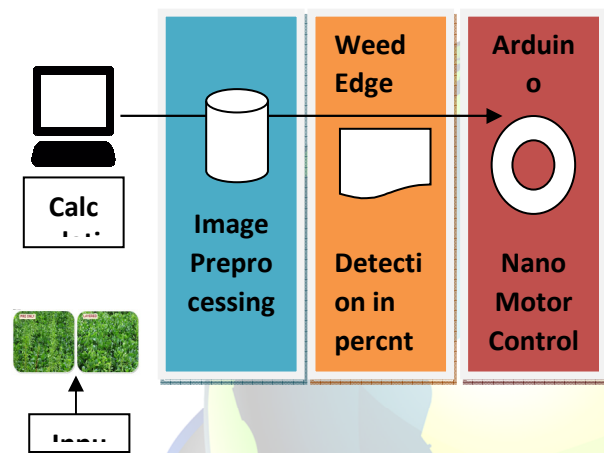 Weed
Edge
Arduin
o
Calc
Image
Prepro
cessing
Detecti
on in
percnt
Nano
Motor
Control